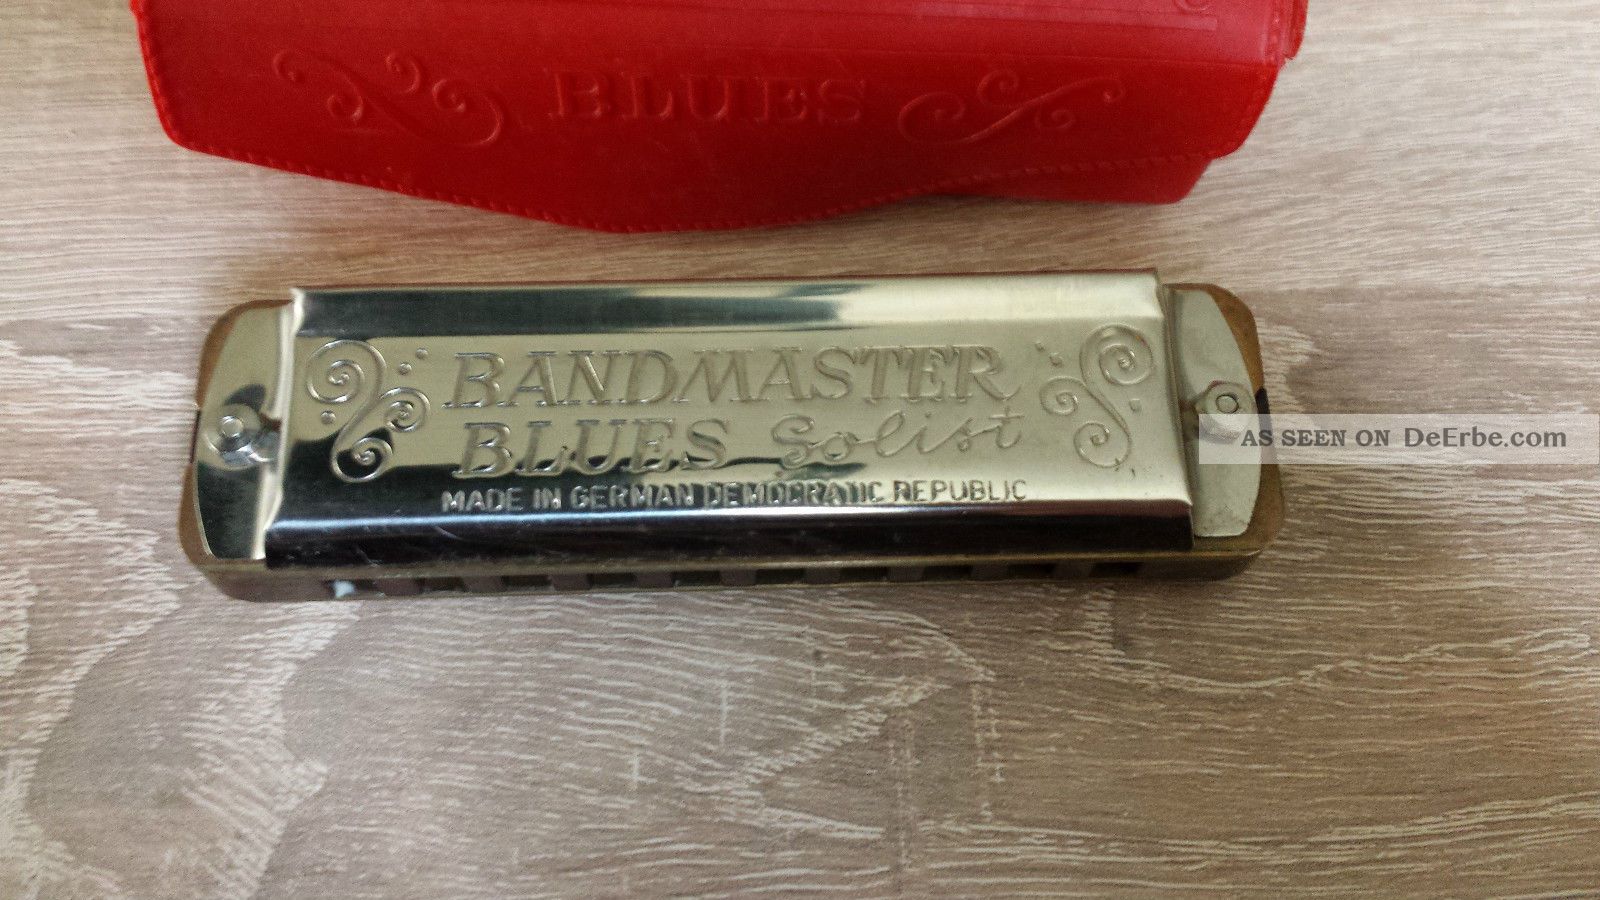 BLUES
BANDMASTER
BLUES Solist
MADE IN GERMAN DEMOCRATIC REPUBLIC
AS SEEN ON DeErbe.com